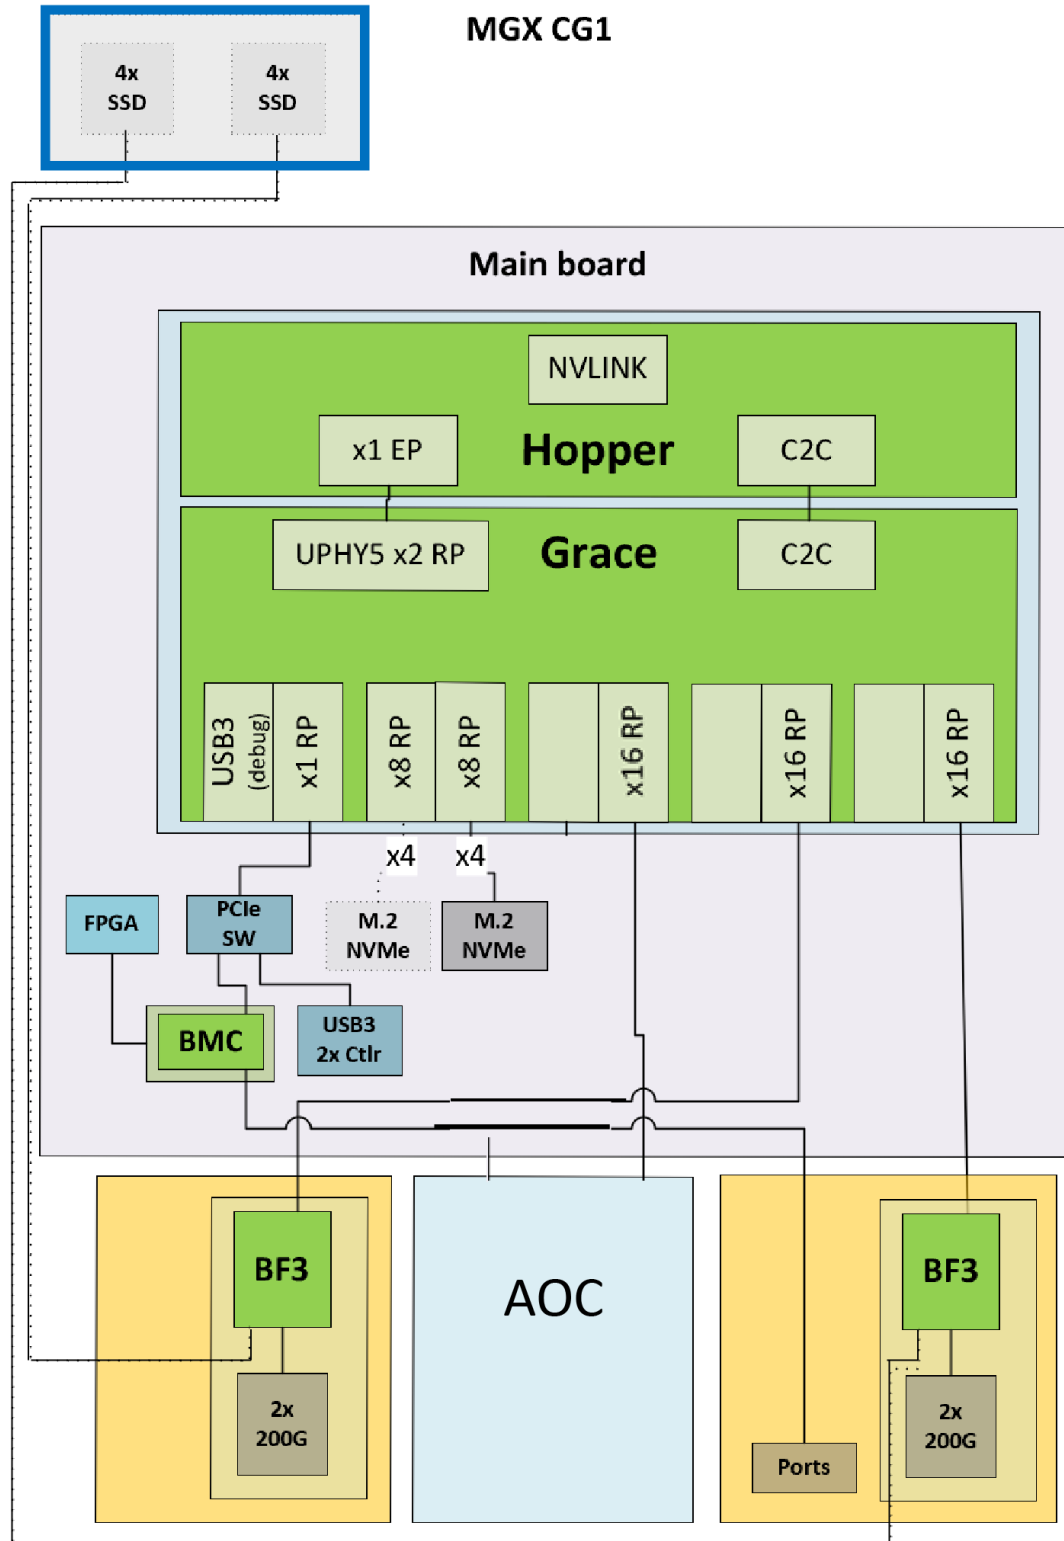 MGX CG1
4x
SSD
4x
SSD
Main board
NVLINK
x1 EP
Hopper
C2C
UPHY5 x2 RP
Grace
C2C
USB3
(debug)
x1 RP
x8 RP
x8 RP
x16 RP
x16 RP
x16 RP
x4
x4
FPGA
PCIe
SW
M.2
NVMe
M.2
NVMe
BMC
USB3
2x Ctlr
BF3
AOC
BF3
2x
200G
2x
200G
Ports